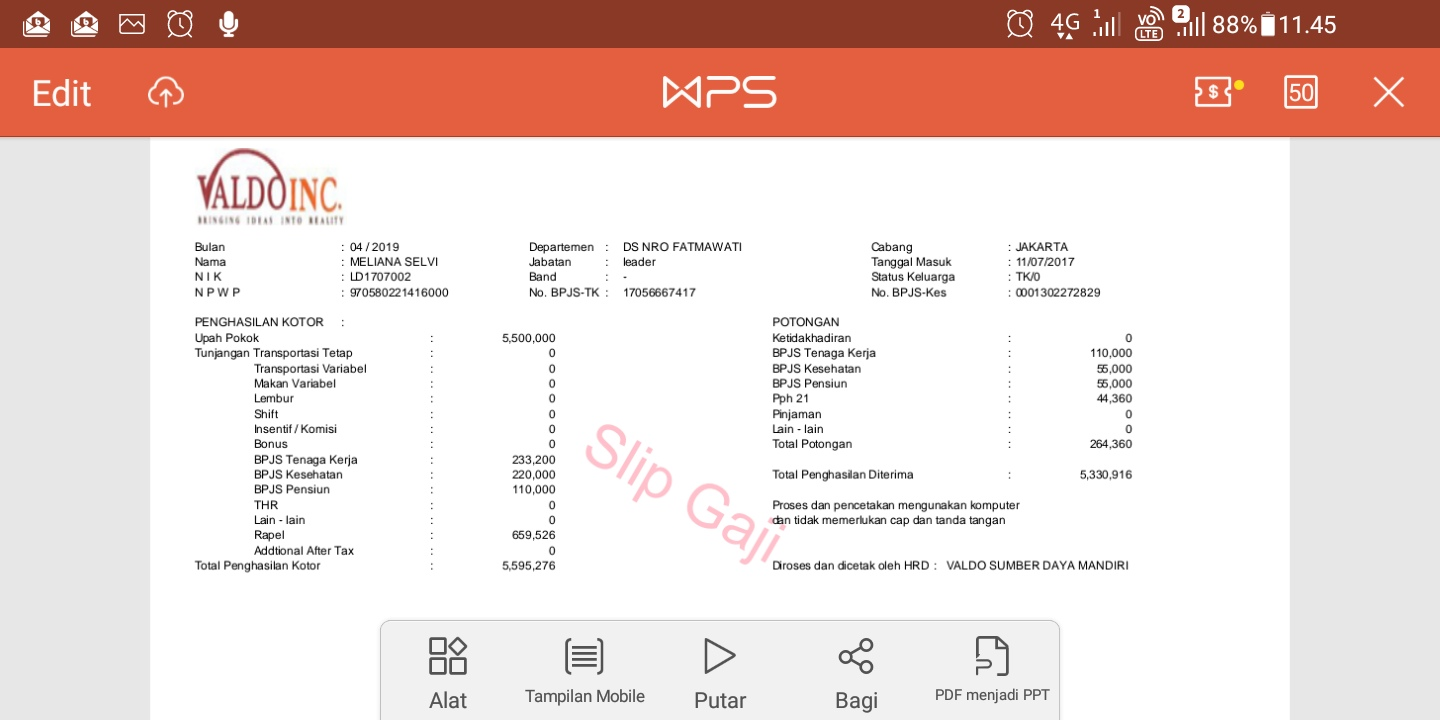 4G 1 VO LTE 2 88% 11.45
Edit WPS $ 50
VALDO INC.
BRINGING IDEAS INTO REALITY
Bulan : 04 / 2019 Departemen : DS NRO FATMAWATI Cabang : JAKARTA
Nama : MELIANA SELVI Jabatan : leader Tanggal Masuk : 11/07/2017
N I K : LD1707002 Band : - Status Keluarga : TK/0
N P W P : 970580221416000 No. BPJS-TK : 17056667417 No. BPJS-Kes : 0001302272829
PENGHASILAN KOTOR : POTONGAN
Upah Pokok : 5,500,000 Ketidakhadiran : 0
Tunjangan Transportasi Tetap : 0 BPJS Tenaga Kerja : 110,000
Transportasi Variabel : 0 BPJS Kesehatan : 55,000
Makan Variabel : 0 BPJS Pensiun : 55,000
Lembur : 0 Pph 21 : 44,360
Shift : 0 Pinjaman : 0
Insentif / Komisi : 0 Lain - lain : 0
Bonus : 0 Total Potongan : 264,360
BPJS Tenaga Kerja : 233,200
BPJS Kesehatan : 220,000 Total Penghasilan Diterima : 5,330,916
BPJS Pensiun : 110,000
THR : 0 Proses dan pencetakan mengunakan komputer
Lain - lain : 0 dan tidak memerlukan cap dan tanda tangan
Rapel : 659,526
Addtional After Tax : 0
Total Penghasilan Kotor : 5,595,276 Diroses dan dicetak oleh HRD : VALDO SUMBER DAYA MANDIRI
Slip Gaji
Alat Tampilan Mobile Putar Bagi PDF menjadi PPT